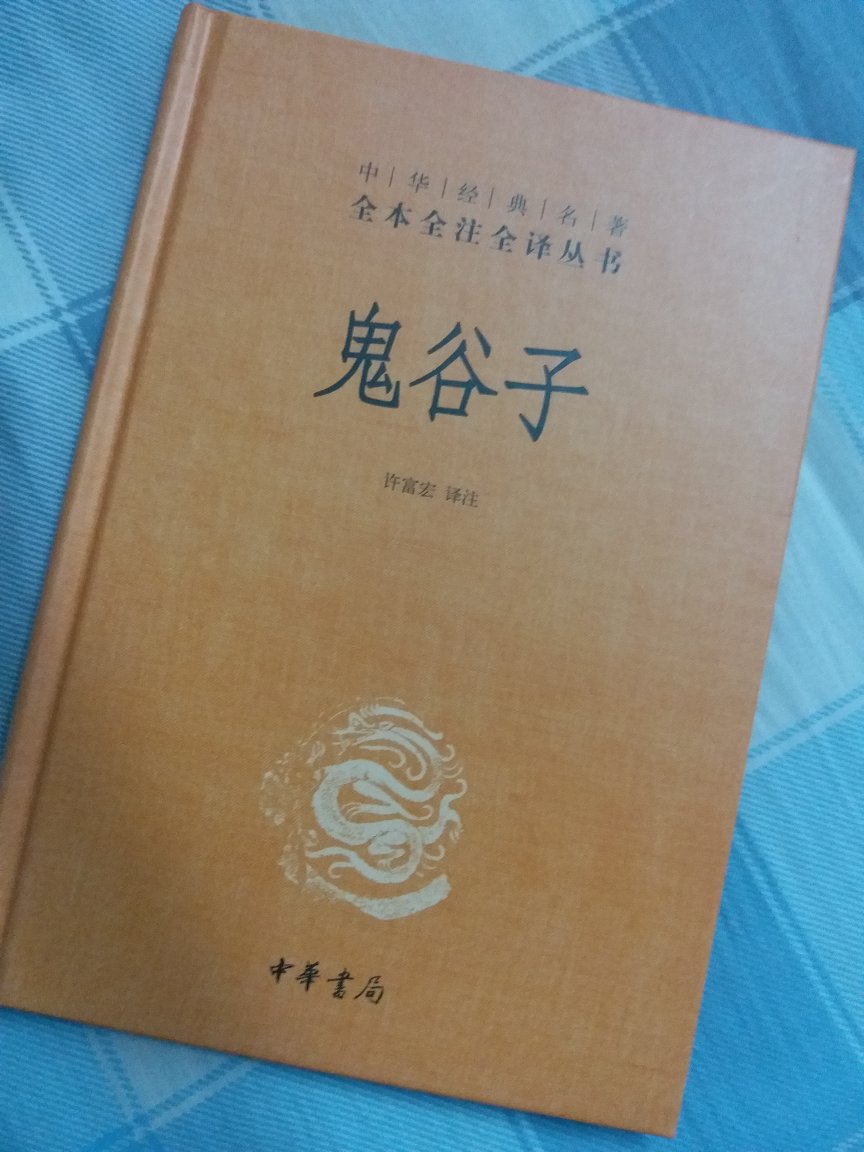 中|华|经|典|名|著
全本全注全译丛书
鬼谷子
许富宏 译注
中華書局